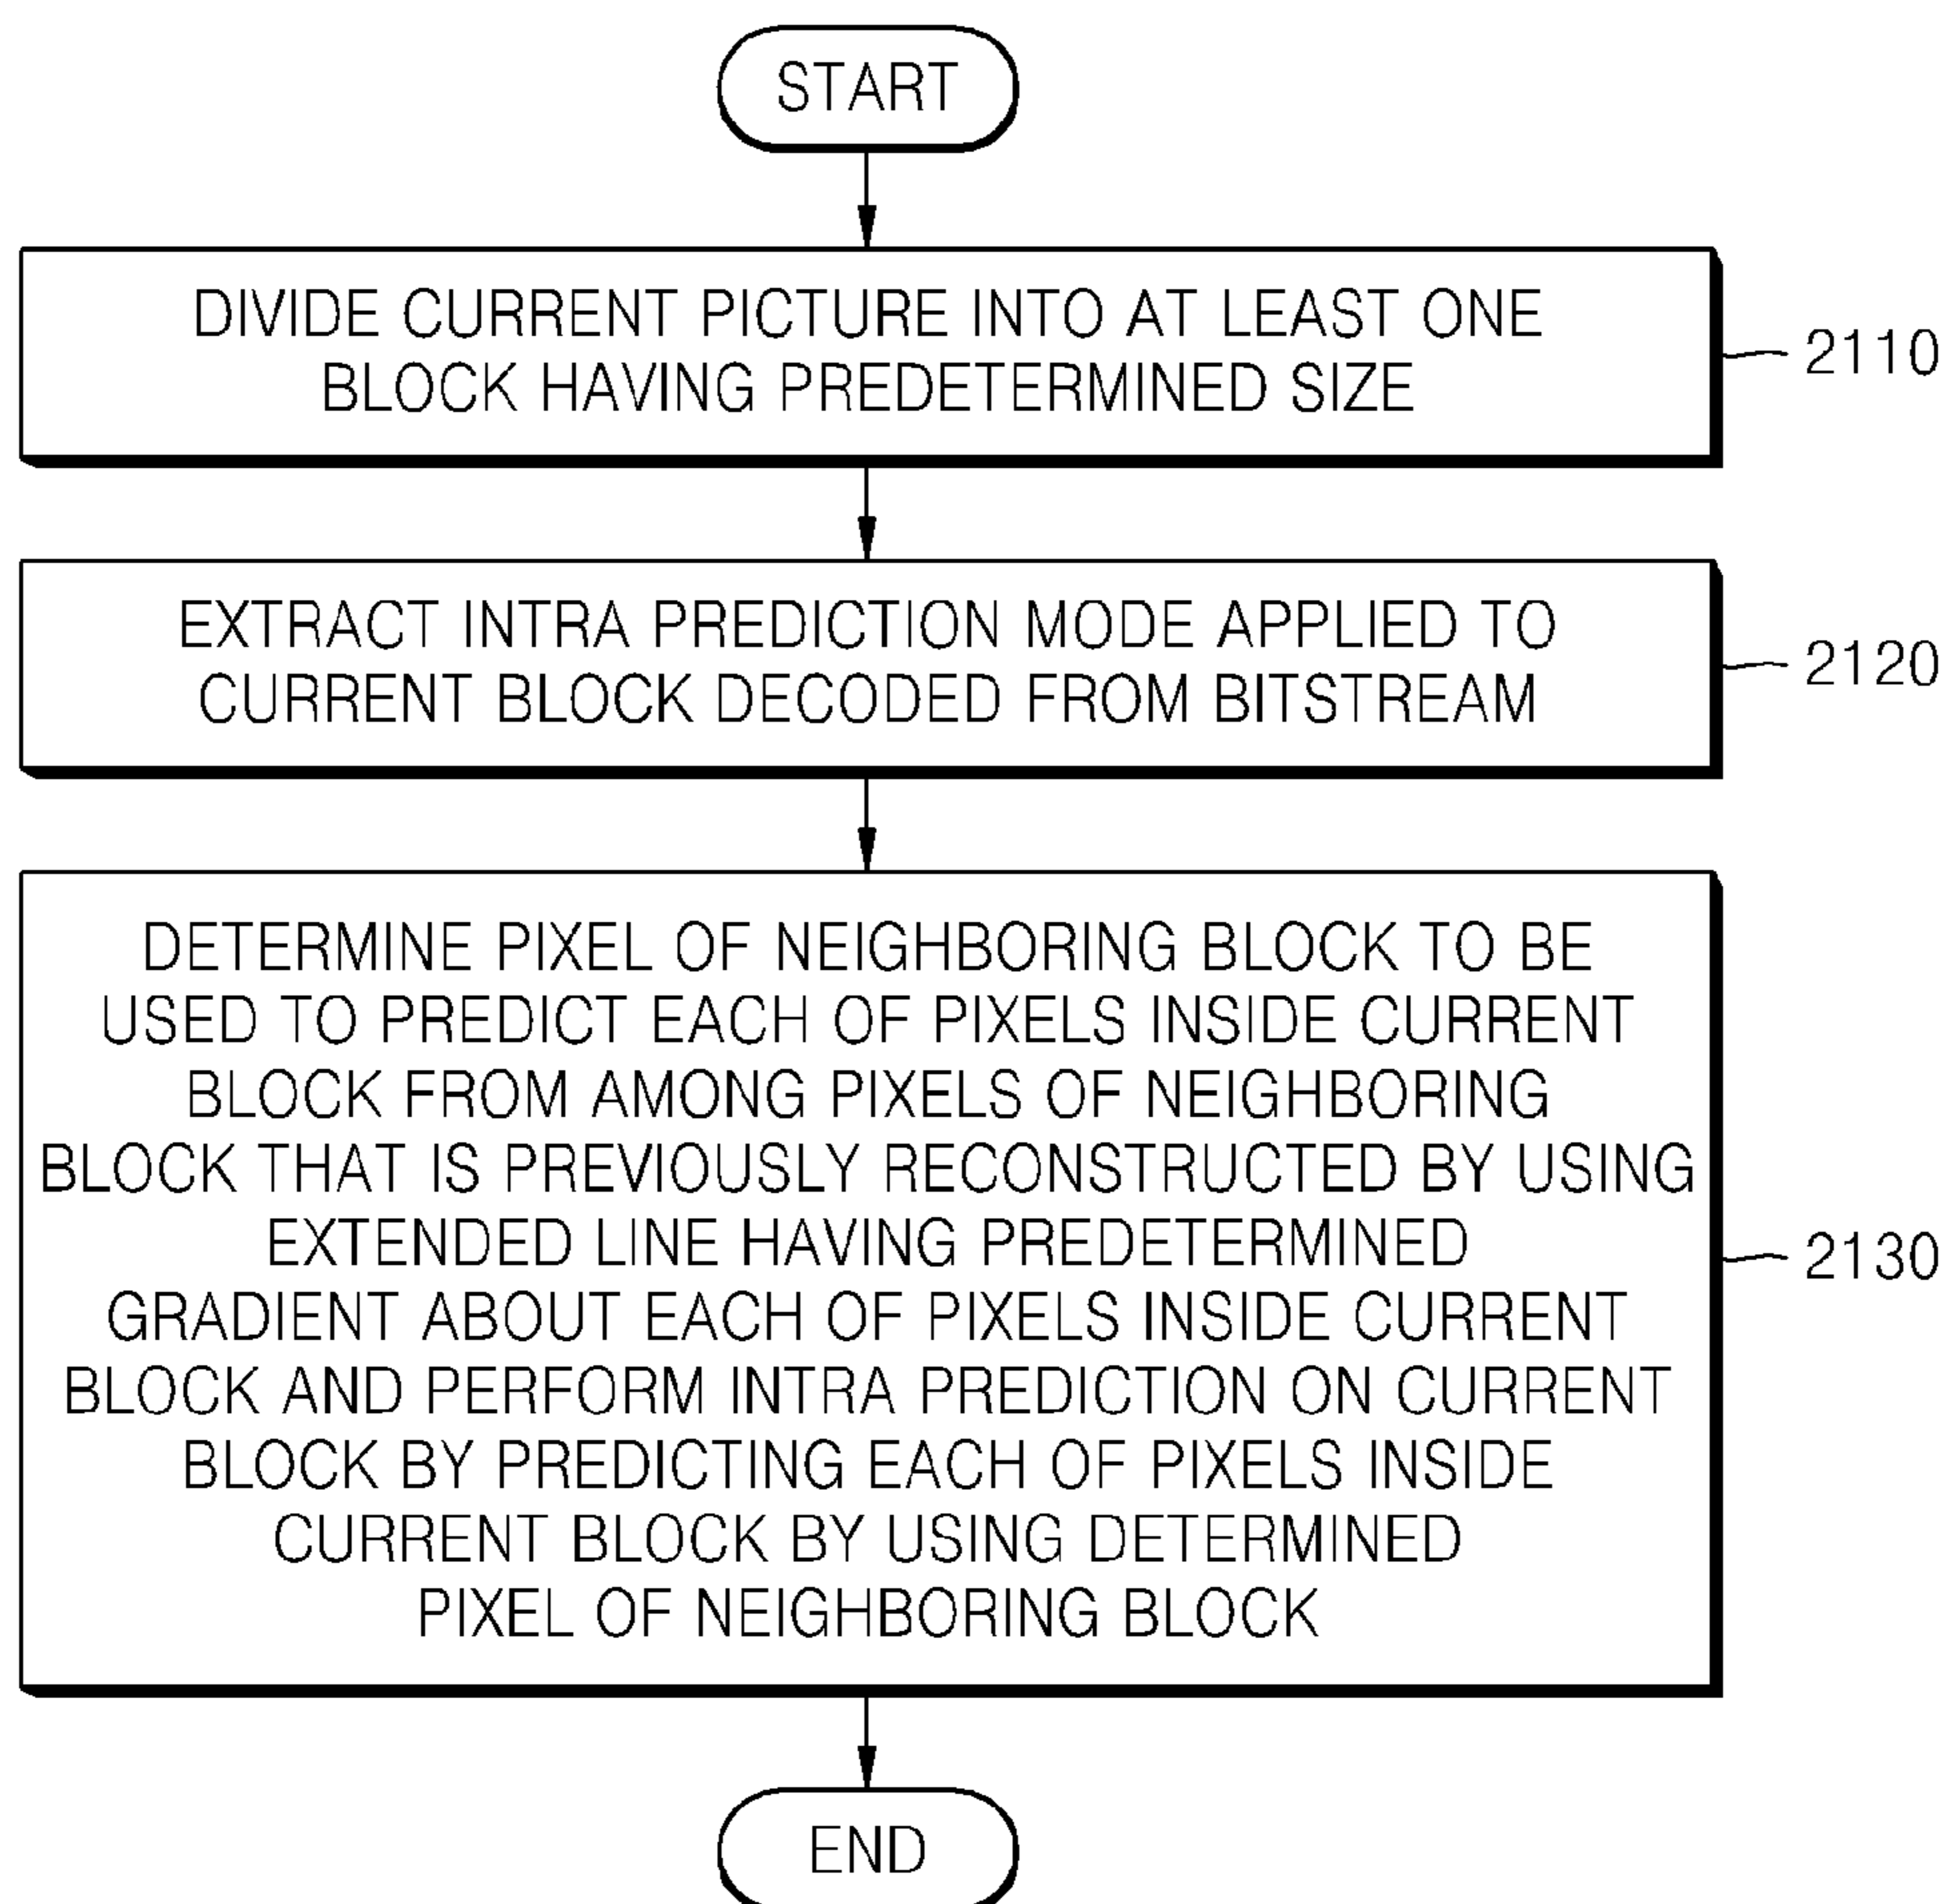 START
DIVIDE CURRENT PICTURE INTO AT LEAST ONE
BLOCK HAVING PREDETERMINED SIZE
2110
EXTRACT INTRA PREDICTION MODE APPLIED TO
CURRENT BLOCK DECODED FROM BITSTREAM
2120
DETERMINE PIXEL OF NEIGHBORING BLOCK TO BE
USED TO PREDICT EACH OF PIXELS INSIDE CURRENT
BLOCK FROM AMONG PIXELS OF NEIGHBORING
BLOCK THAT IS PREVIOUSLY RECONSTRUCTED BY USING
EXTENDED LINE HAVING PREDETERMINED
GRADIENT ABOUT EACH OF PIXELS INSIDE CURRENT
BLOCK AND PERFORM INTRA PREDICTION ON CURRENT
BLOCK BY PREDICTING EACH OF PIXELS INSIDE
CURRENT BLOCK BY USING DETERMINED
PIXEL OF NEIGHBORING BLOCK
2130
END